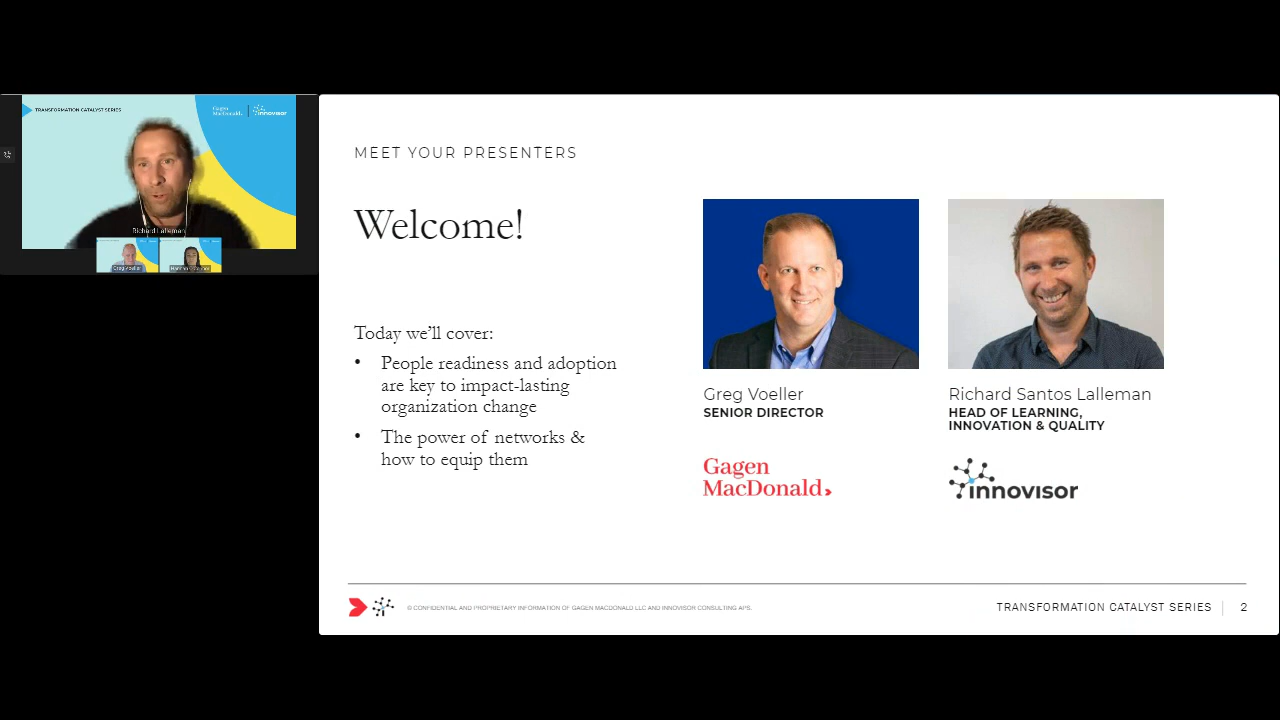 TRANSFORMATION CATALYST SERIES
Gagen
MacDonald
innovisor
Richard Lalleman
Greg Voeller
MEET YOUR PRESENTERS
Welcome!
Today we'll cover:
• People readiness and adoption
are key to impact-lasting
organization change
• The power of networks &
how to equip them
Greg Voeller
SENIOR DIRECTOR
Gagen
MacDonald
Richard Santos Lalleman
HEAD OF LEARNING,
INNOVATION & QUALITY
innovisor
© CONFIDENTIAL AND PROPRIETARY INFORMATION OF GAGEN MACDONALD LLC AND INNOVISOR CONSULTING APS.
TRANSFORMATION CATALYST SERIES
2